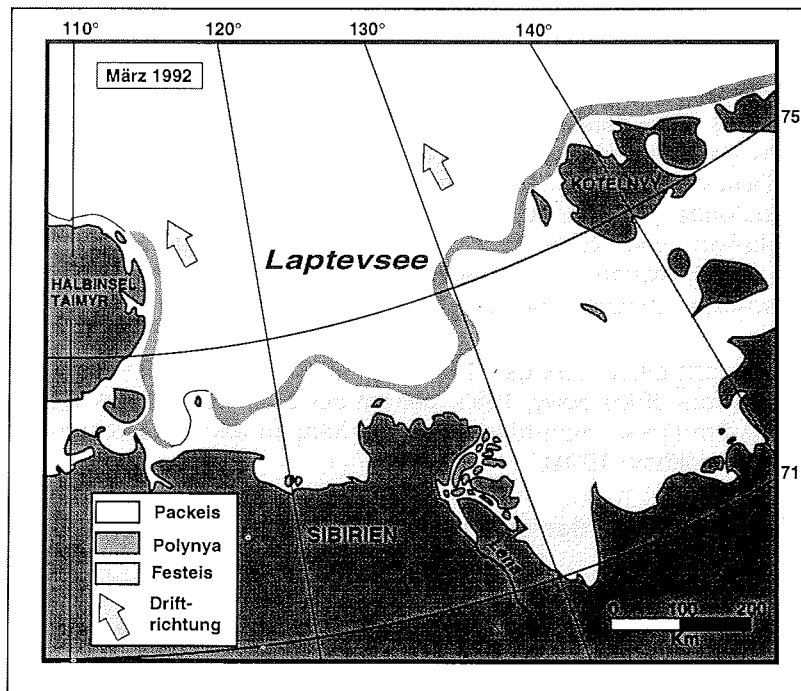 110°
120°
130°
140°
März 1992
75
KOTELNYY
Laptevsee
HALBINSEL
TAIMYR
71
Packeis
Polynya
Festeis
Drift-
richtung
SIBIRIEN
Lena
0 100 200
Km